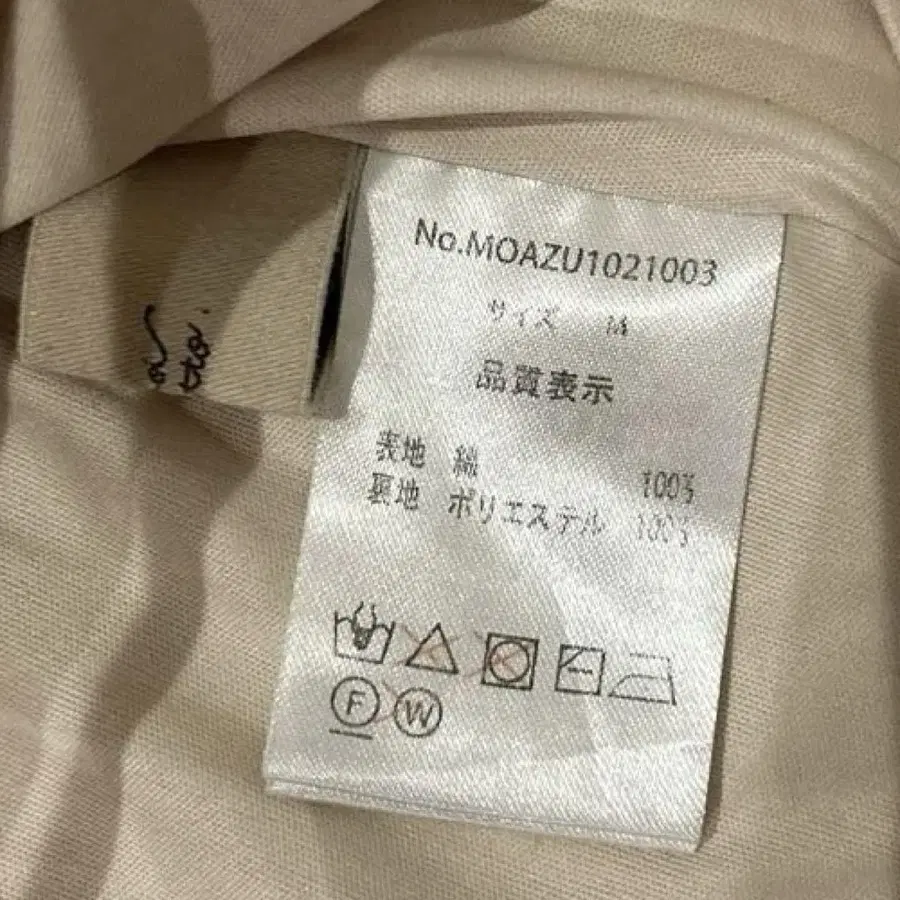 No.MOAZU1021003
サイズ M
品質表示
表地 綿 100%
裏地 ポリエステル 100%
F W